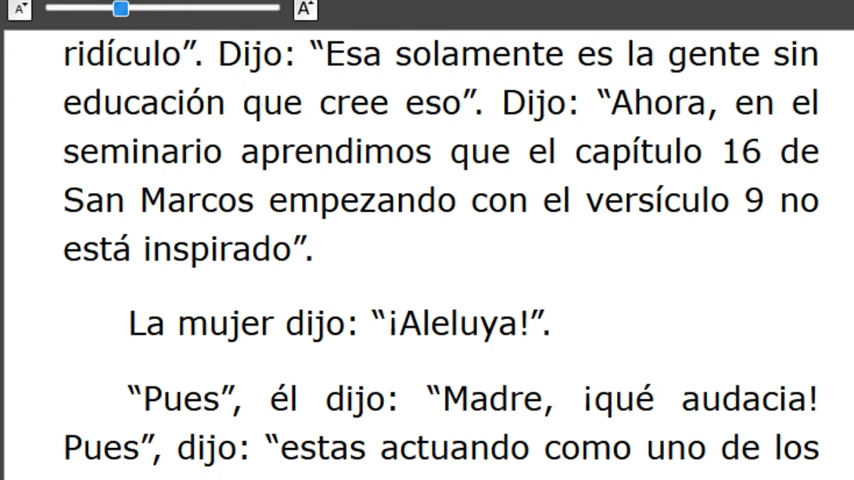 A
A
ridículo”. Dijo: “Esa solamente es la gente sin
educación que cree eso”. Dijo: “Ahora, en el
seminario aprendimos que el capítulo 16 de
San Marcos empezando con el versículo 9 no
está inspirado”.
La mujer dijo: “¡Aleluya!”.
“Pues”, él dijo: “Madre, ¡qué audacia!
Pues”, dijo: “estas actuando como uno de los